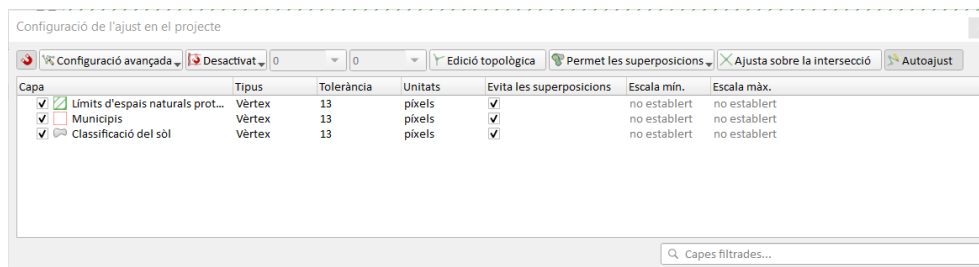 Configuració de l'ajust en el projecte
Configuració avançada Desactivat 0 0 Edició topològica Permet les superposicions Ajusta sobre la intersecció Autoajust
Capa Tipus Tolerància Unitats Evita les superposicions Escala mín. Escala màx.
Límits d'espais naturals prot... Vèrtex 13 píxels no establert no establert
Municipis Vèrtex 13 píxels no establert no establert
Classificació del sòl Vèrtex 13 píxels no establert no establert
Capes filtrades...